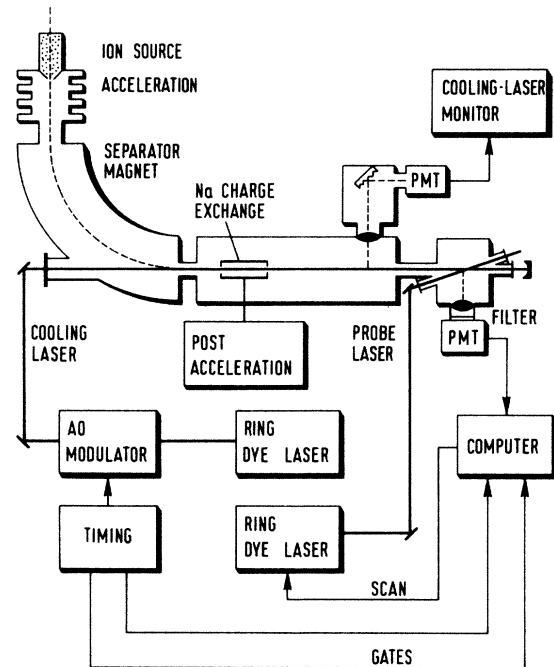 ION SOURCE
ACCELERATION
SEPARATOR
MAGNET
Na CHARGE
EXCHANGE
COOLING-LASER
MONITOR
PMT
COOLING
LASER
POST
ACCELERATION
PROBE
LASER
FILTER
PMT
AO
MODULATOR
RING
DYE LASER
COMPUTER
TIMING
RING
DYE LASER
SCAN
GATES